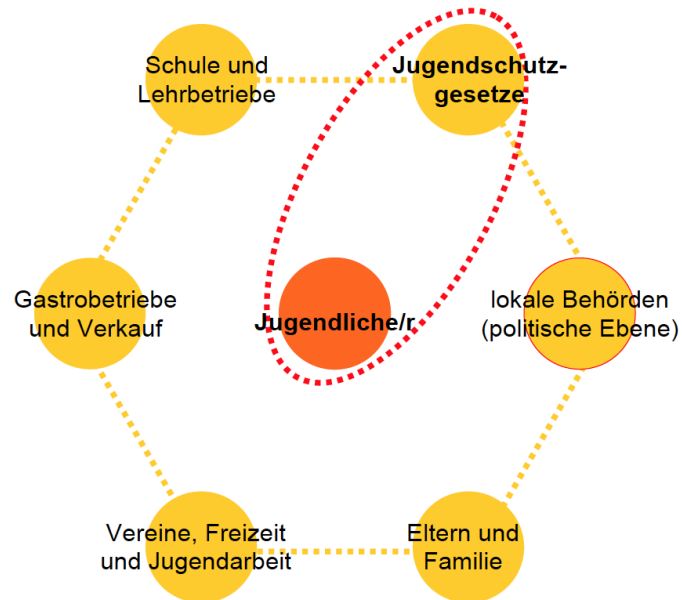 Schule und
Lehrbetriebe
Jugendschutz-
gesetze
Gastrobetriebe
und Verkauf
Jugendliche/r
lokale Behörden
(politische Ebene)
Vereine, Freizeit
und Jugendarbeit
Eltern und
Familie